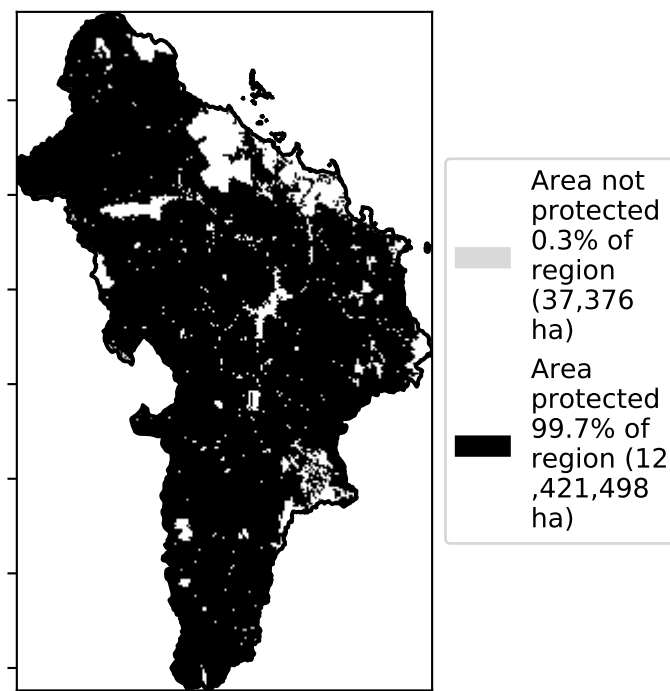 Area not
protected
0.3% of
region
(37,376
ha)
Area
protected
99.7% of
region (12
,421,498
ha)